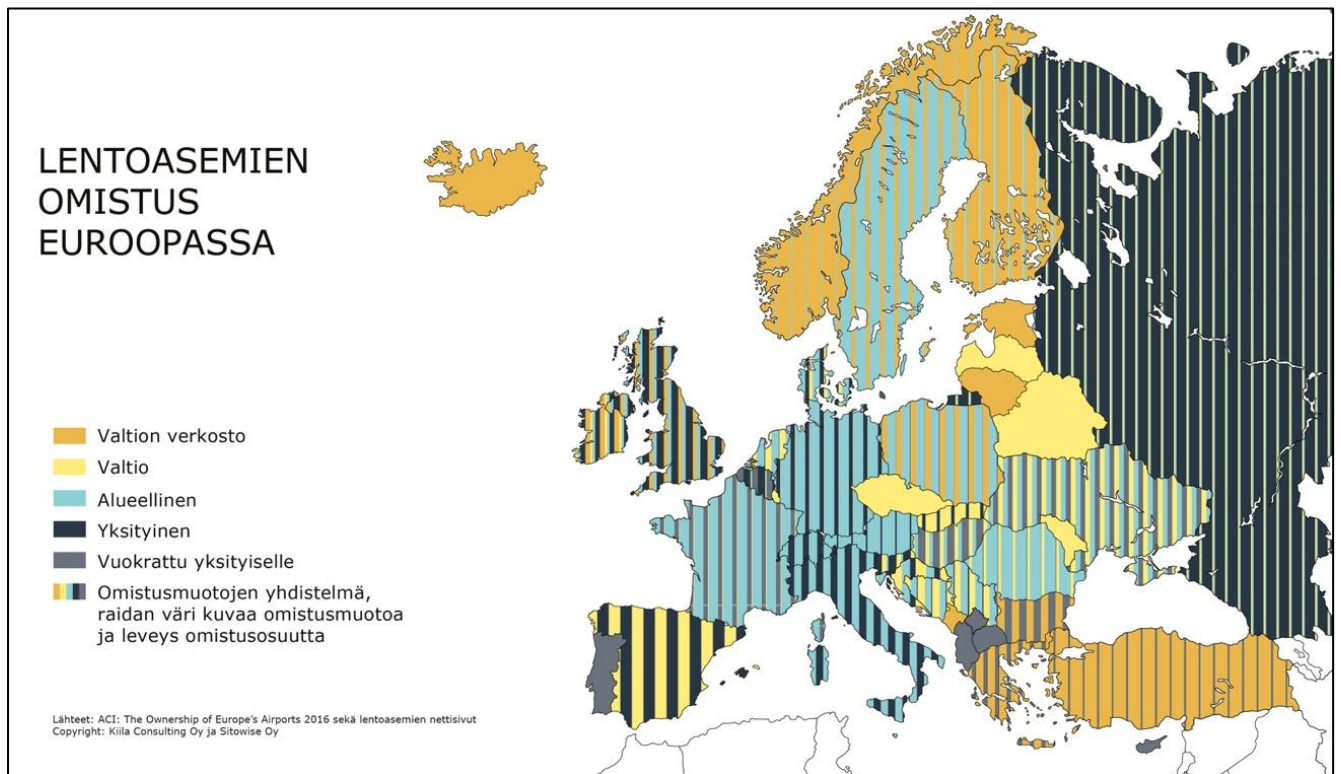 LENTOASEMIEN
OMISTUS
EUROOPASSA
Valtion verkosto
Valtio
Alueellinen
Yksityinen
Vuokrattu yksityiselle
Omistusmuotojen yhdistelmä,
raidan väri kuvaa omistusmuotoa
ja leveys omistusosuutta
Lähteet: ACI: The Ownership of Europe's Airports 2016 sekä lentoasemien nettisivut
Copyright: Kiila Consulting Oy ja Sitowise Oy